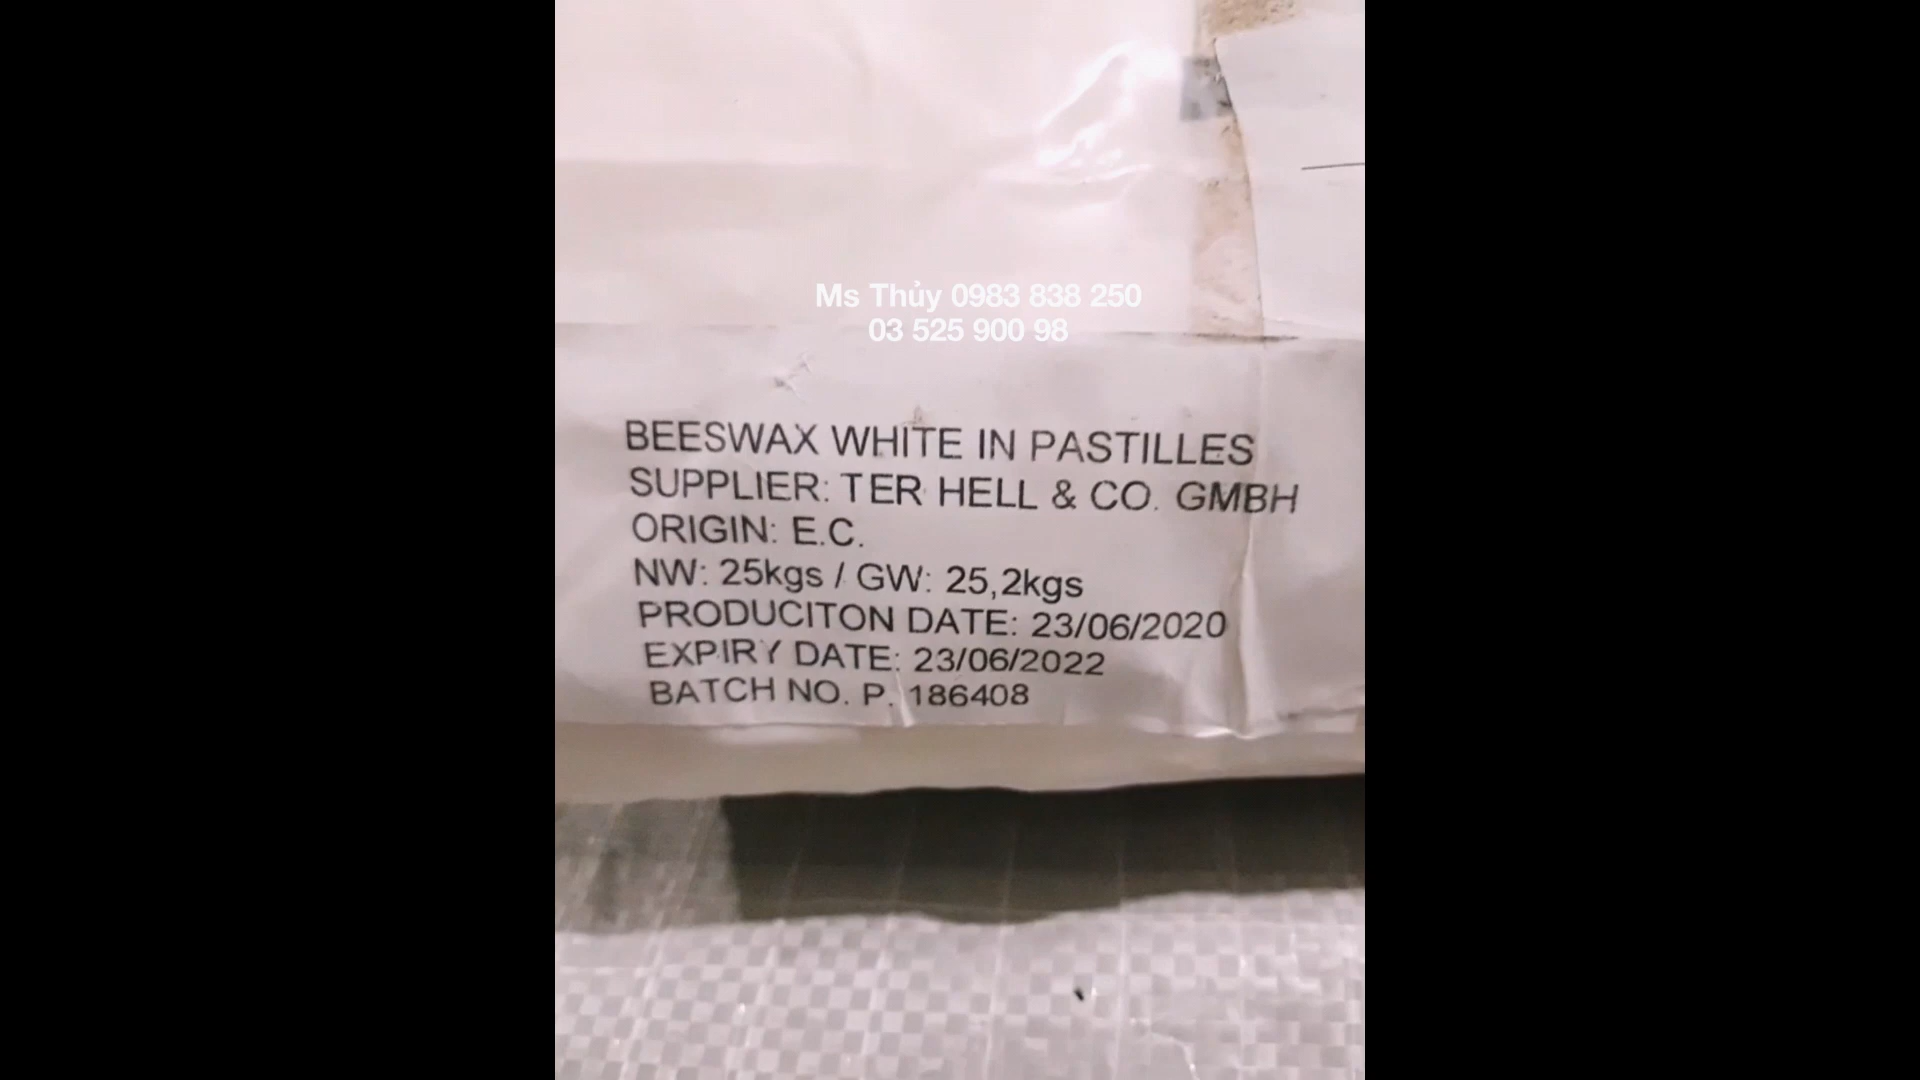 Ms Thủy 0983 838 250
03 525 900 98
BEESWAX WHITE IN PASTILLES
SUPPLIER: TER HELL & CO. GMBH
ORIGIN: E.C.
NW: 25kgs / GW: 25,2kgs
PRODUCITON DATE: 23/06/2020
EXPIRY DATE: 23/06/2022
BATCH NO. P. 186408